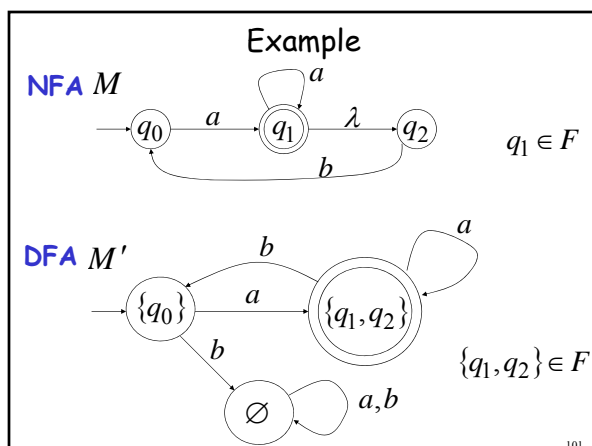 Example
NFA M
a
q₀ a q₁ λ q₂
b
q₁ ∈ F
DFA M′
a
b
{q₀} a {q₁, q₂}
b
{q₁, q₂} ∈ F
∅ a,b
101